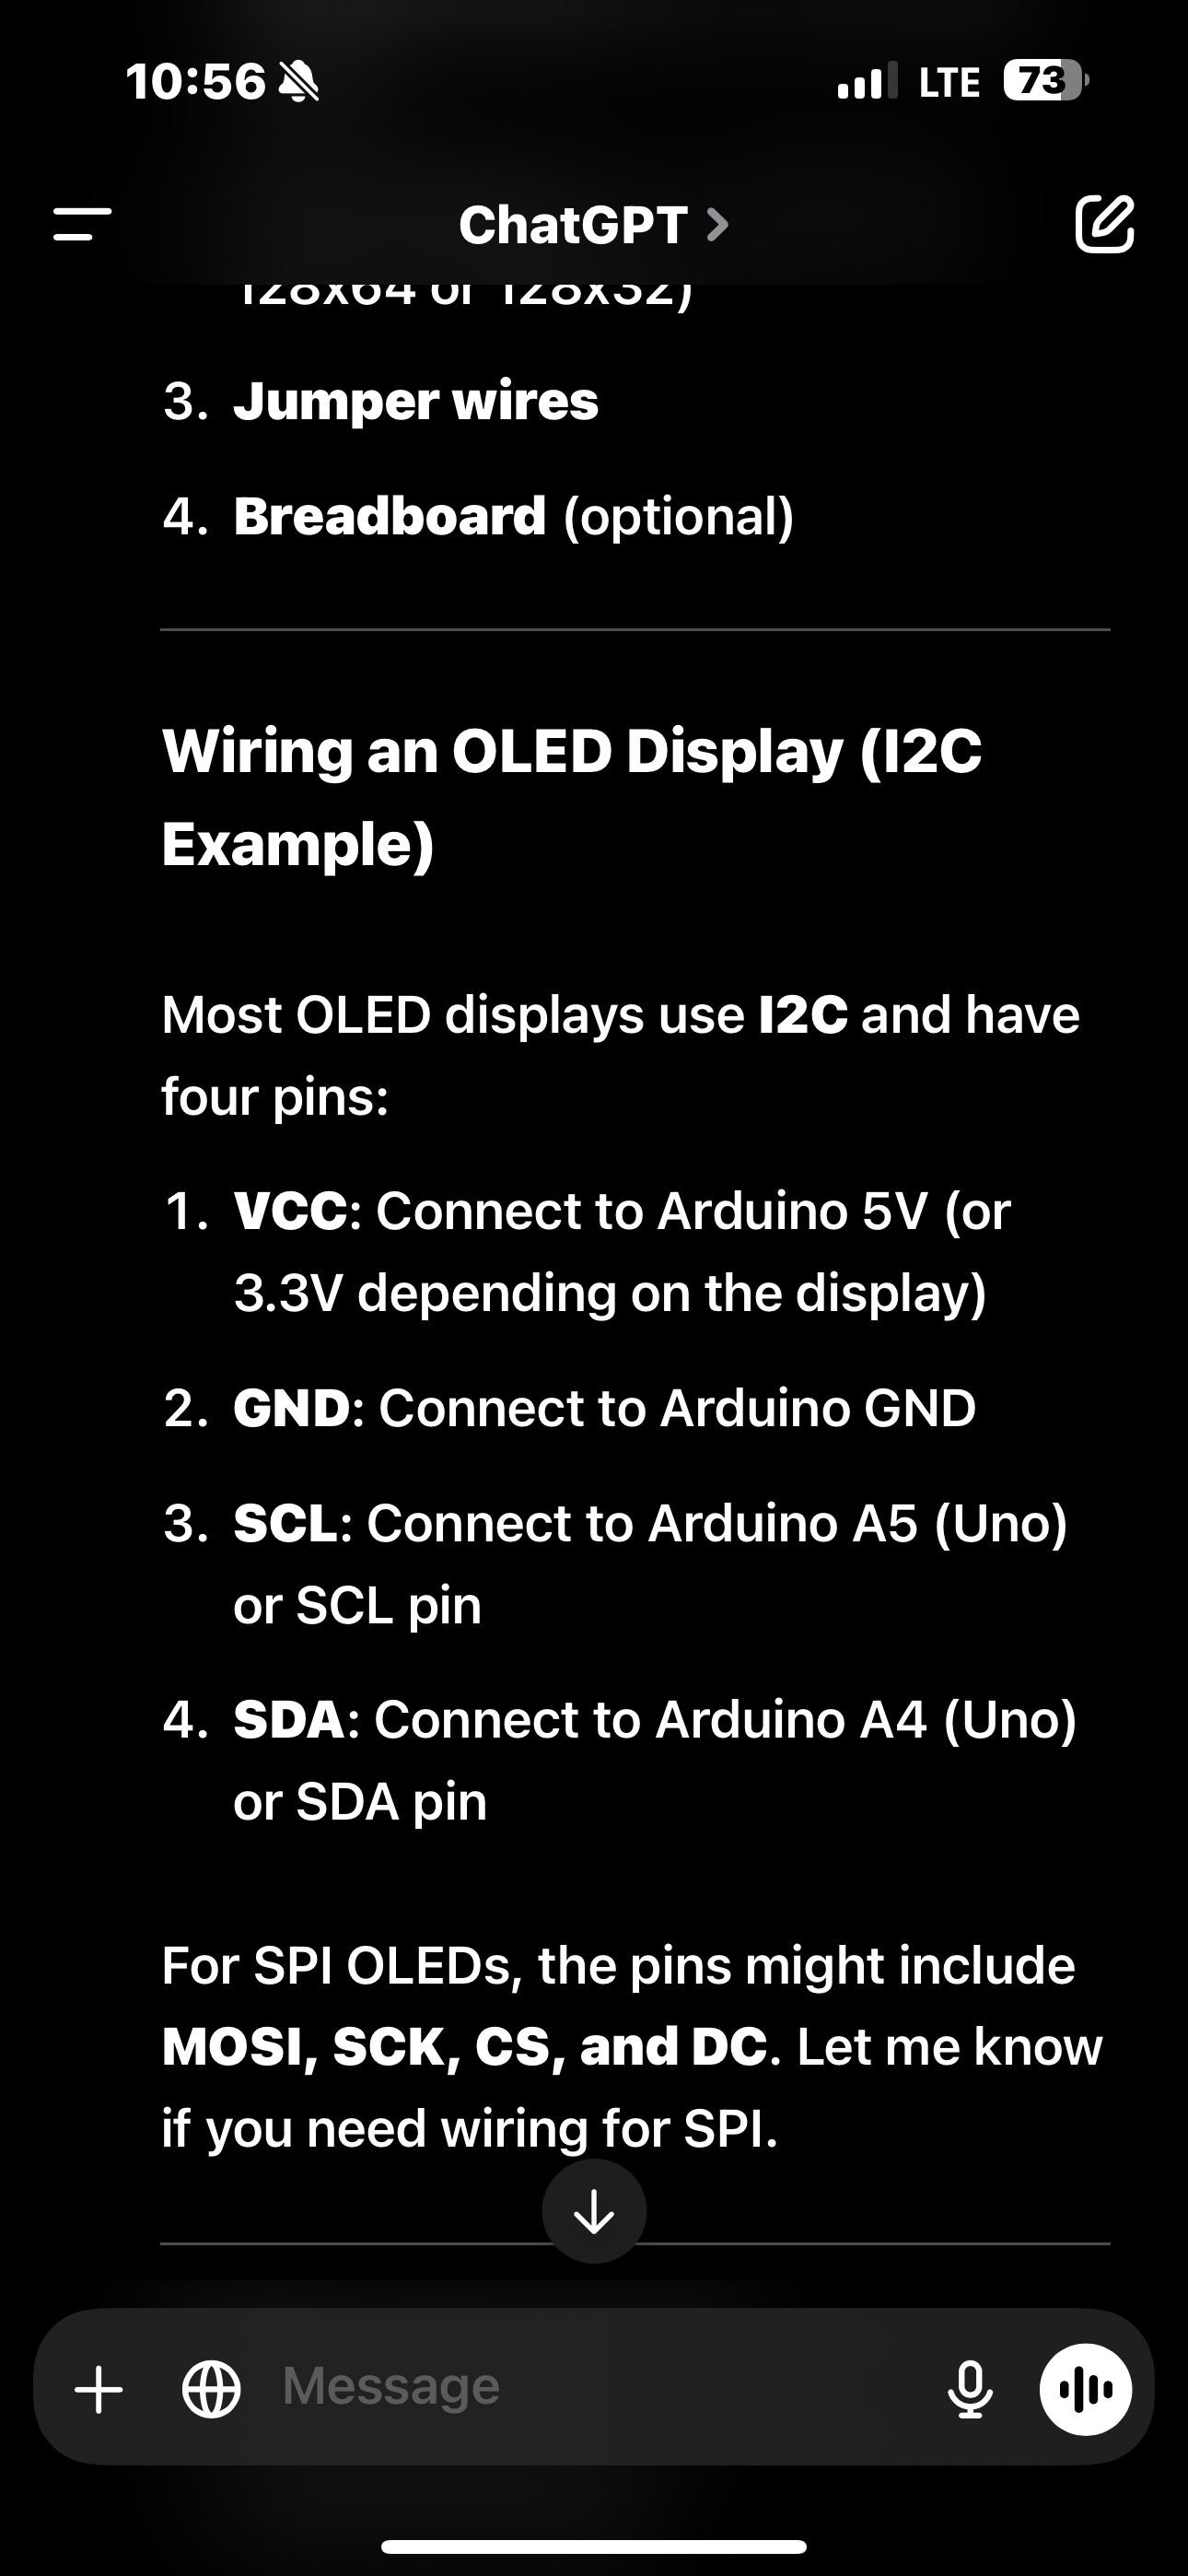 10:56
LTE 73
ChatGPT
128x64 or 128x32)
3. Jumper wires
4. Breadboard (optional)
Wiring an OLED Display (I2C
Example)
Most OLED displays use I2C and have
four pins:
1. VCC: Connect to Arduino 5V (or
3.3V depending on the display)
2. GND: Connect to Arduino GND
3. SCL: Connect to Arduino A5 (Uno)
or SCL pin
4. SDA: Connect to Arduino A4 (Uno)
or SDA pin
For SPI OLEDs, the pins might include
MOSI, SCK, CS, and DC. Let me know
if you need wiring for SPI.
Message